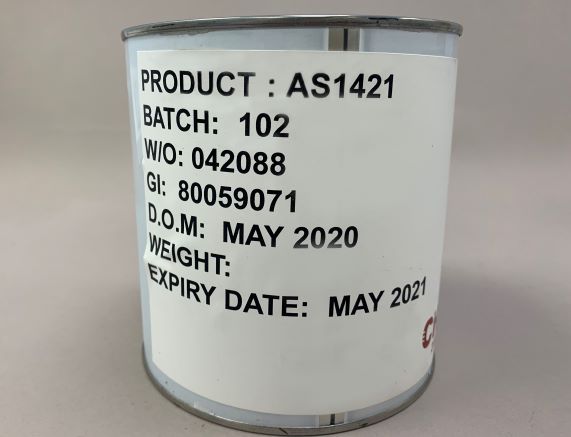 PRODUCT : AS1421
BATCH: 102
W/O: 042088
GI: 80059071
D.O.M: MAY 2020
WEIGHT:
EXPIRY DATE: MAY 2021